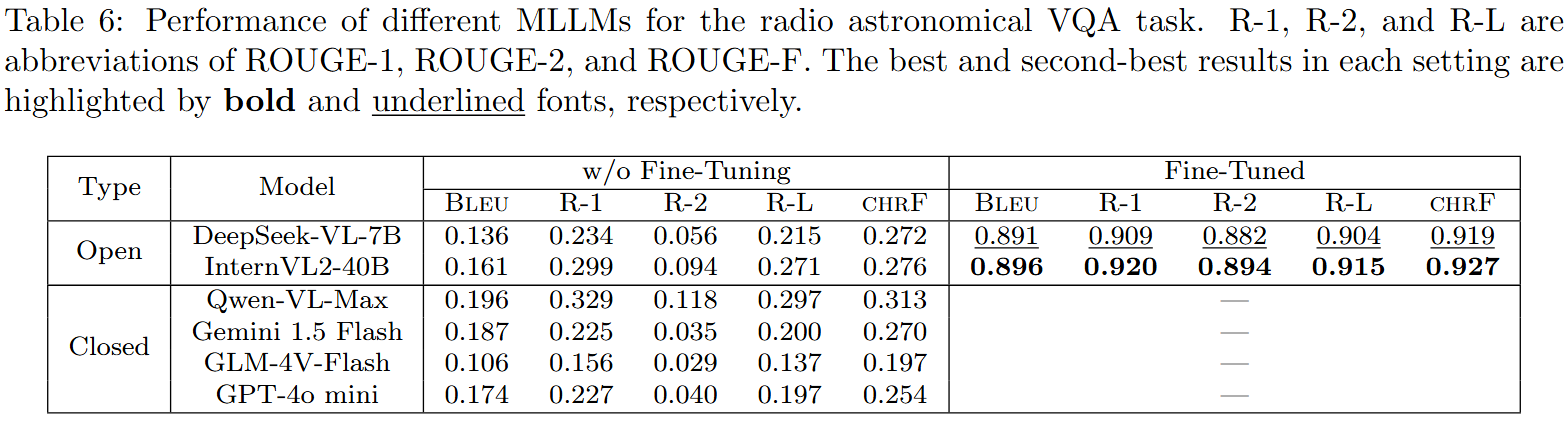 Table 6: Performance of different MLLMs for the radio astronomical VQA task. R-1, R-2, and R-L are
abbreviations of ROUGE-1, ROUGE-2, and ROUGE-F. The best and second-best results in each setting are
highlighted by bold and underlined fonts, respectively.
Type Model w/o Fine-Tuning Fine-Tuned
BLEU R-1 R-2 R-L CHRF BLEU R-1 R-2 R-L CHRF
Open DeepSeek-VL-7B 0.136 0.234 0.056 0.215 0.272 0.891 0.909 0.882 0.904 0.919
InternVL2-40B 0.161 0.299 0.094 0.271 0.276 0.896 0.920 0.894 0.915 0.927
Closed Qwen-VL-Max 0.196 0.329 0.118 0.297 0.313 —
Gemini 1.5 Flash 0.187 0.225 0.035 0.200 0.270 —
GLM-4V-Flash 0.106 0.156 0.029 0.137 0.197 —
GPT-4o mini 0.174 0.227 0.040 0.197 0.254 —